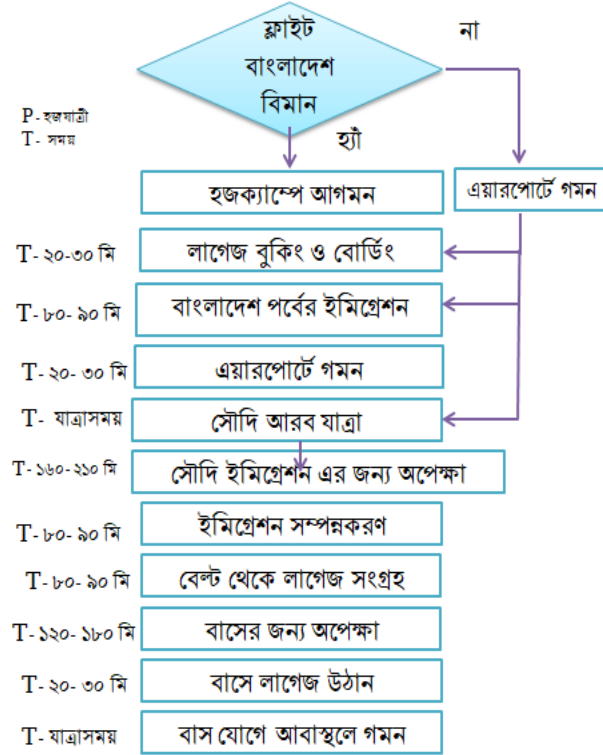 ফ্লাইট
বাংলাদেশ
বিমান
না
P - হজযাত্রী
T - সময়
হ্যাঁ
হজক্যাম্পে আগমন
এয়ারপোর্টে গমন
T - ২০-৩০ মি
লাগেজ বুকিং ও বোর্ডিং
T - ৮০- ৯০ মি
বাংলাদেশ পর্বের ইমিগ্রেশন
T - ২০- ৩০ মি
এয়ারপোর্টে গমন
T - যাত্রাসময়
সৌদি আরব যাত্রা
T - ১৬০-২১০ মি
সৌদি ইমিগ্রেশন এর জন্য অপেক্ষা
T - ৮০- ৯০ মি
ইমিগ্রেশন সম্পন্নকরণ
T - ৮০- ৯০ মি
বেল্ট থেকে লাগেজ সংগ্রহ
T - ১২০- ১৮০ মি
বাসের জন্য অপেক্ষা
T - ২০- ৩০ মি
বাসে লাগেজ উঠান
T - যাত্রাসময়
বাস যোগে আবাস্থলে গমন